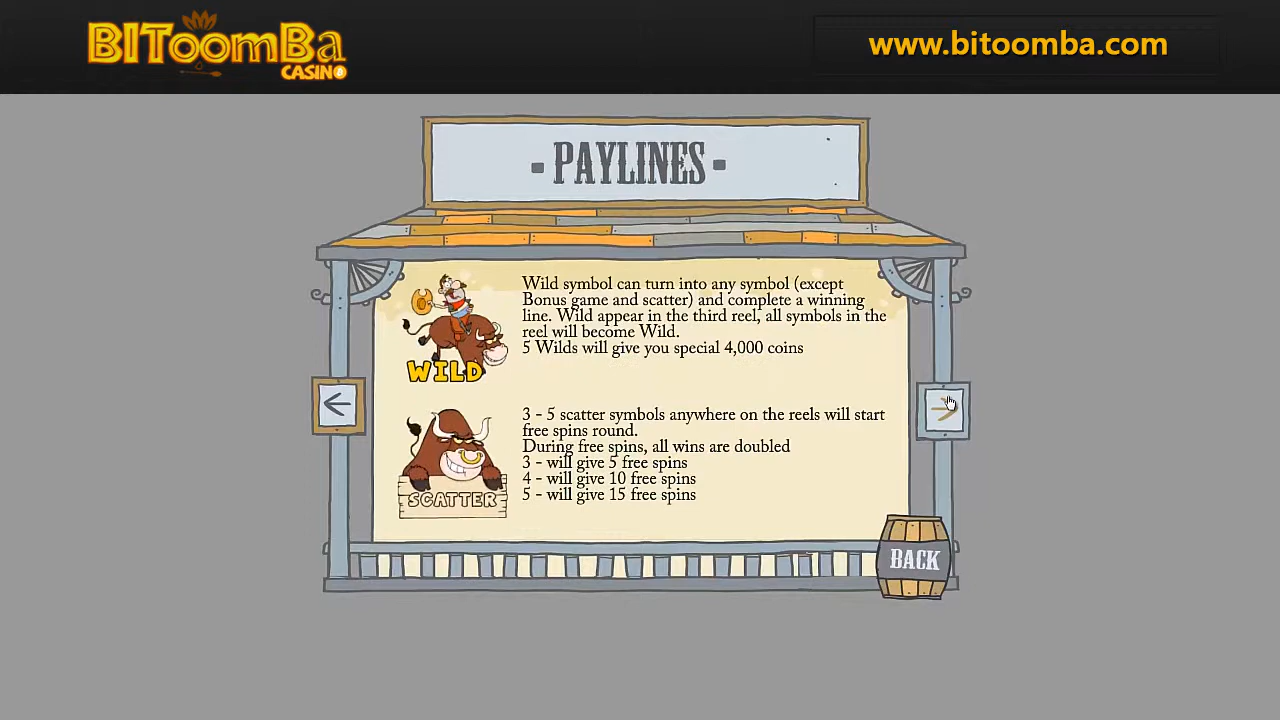 BIToomBa
CASINO
www.bitoomba.com
- PAYLINES -
Wild symbol can turn into any symbol (except
Bonus game and scatter) and complete a winning
line. Wild appear in the third reel, all symbols in the
reel will become Wild.
5 Wilds will give you special 4,000 coins
WILD
3 - 5 scatter symbols anywhere on the reels will start
free spins round.
During free spins, all wins are doubled
3 - will give 5 free spins
4 - will give 10 free spins
5 - will give 15 free spins
SCATTER
BACK